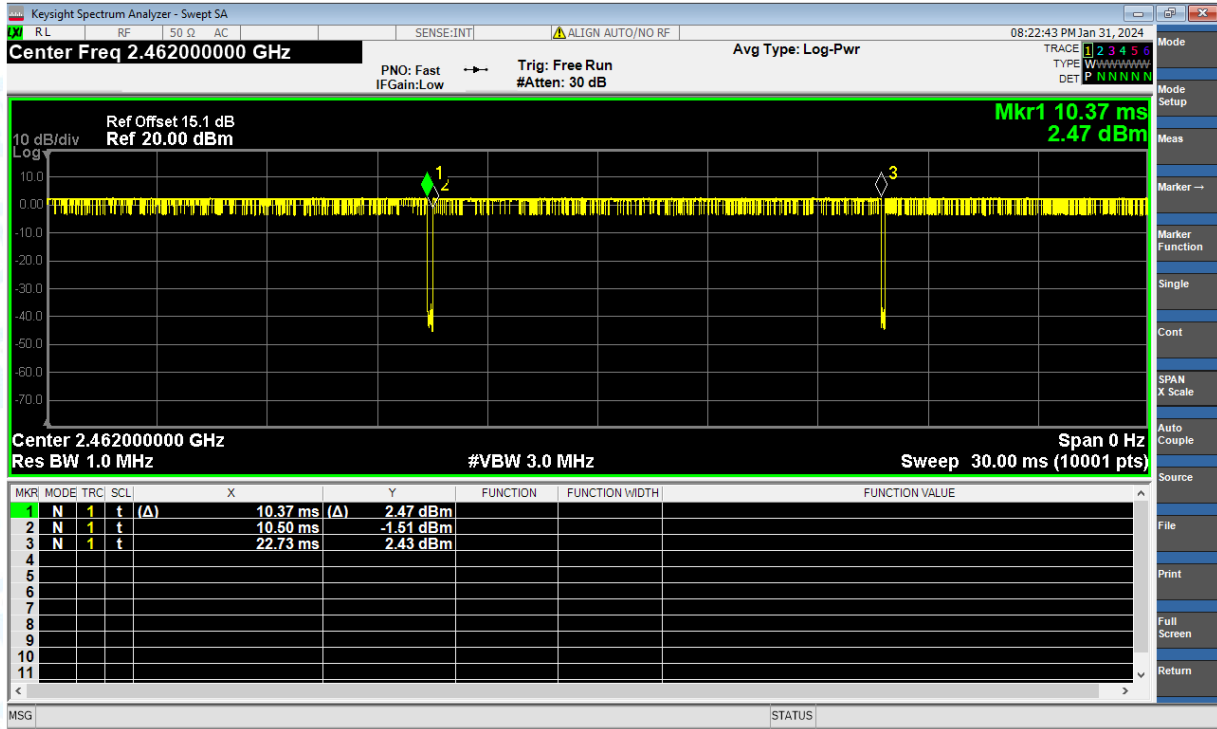 Keysight Spectrum Analyzer - Swept SA
LXI RL RF 50 Ω AC SENSE:INT ALIGN AUTO/NO RF 08:22:43 PM Jan 31, 2024
Center Freq 2.462000000 GHz
Avg Type: Log-Pwr
TRACE 1 2 3 4 5 6
PNO: Fast Trig: Free Run
TYPE WWWWWW
IFGain:Low #Atten: 30 dB
DET P N N N N N
Mkr1 10.37 ms
Ref Offset 15.1 dB
2.47 dBm
10 dB/div Ref 20.00 dBm
Log
1
2
3
10.0
0.00
-10.0
-20.0
-30.0
-40.0
-50.0
-60.0
-70.0
Center 2.462000000 GHz Span 0 Hz
Res BW 1.0 MHz #VBW 3.0 MHz Sweep 30.00 ms (10001 pts)
MKR MODE TRC SCL X Y FUNCTION FUNCTION WIDTH FUNCTION VALUE
1 N 1 t (Δ) 10.37 ms (Δ) 2.47 dBm
2 N 1 t 10.50 ms -1.51 dBm
3 N 1 t 22.73 ms 2.43 dBm
4
5
6
7
8
9
10
11
MSG STATUS
Mode
Mode
Setup
Meas
Marker→
Marker
Function
Single
Cont
SPAN
X Scale
Auto
Couple
Source
File
Print
Full
Screen
Return